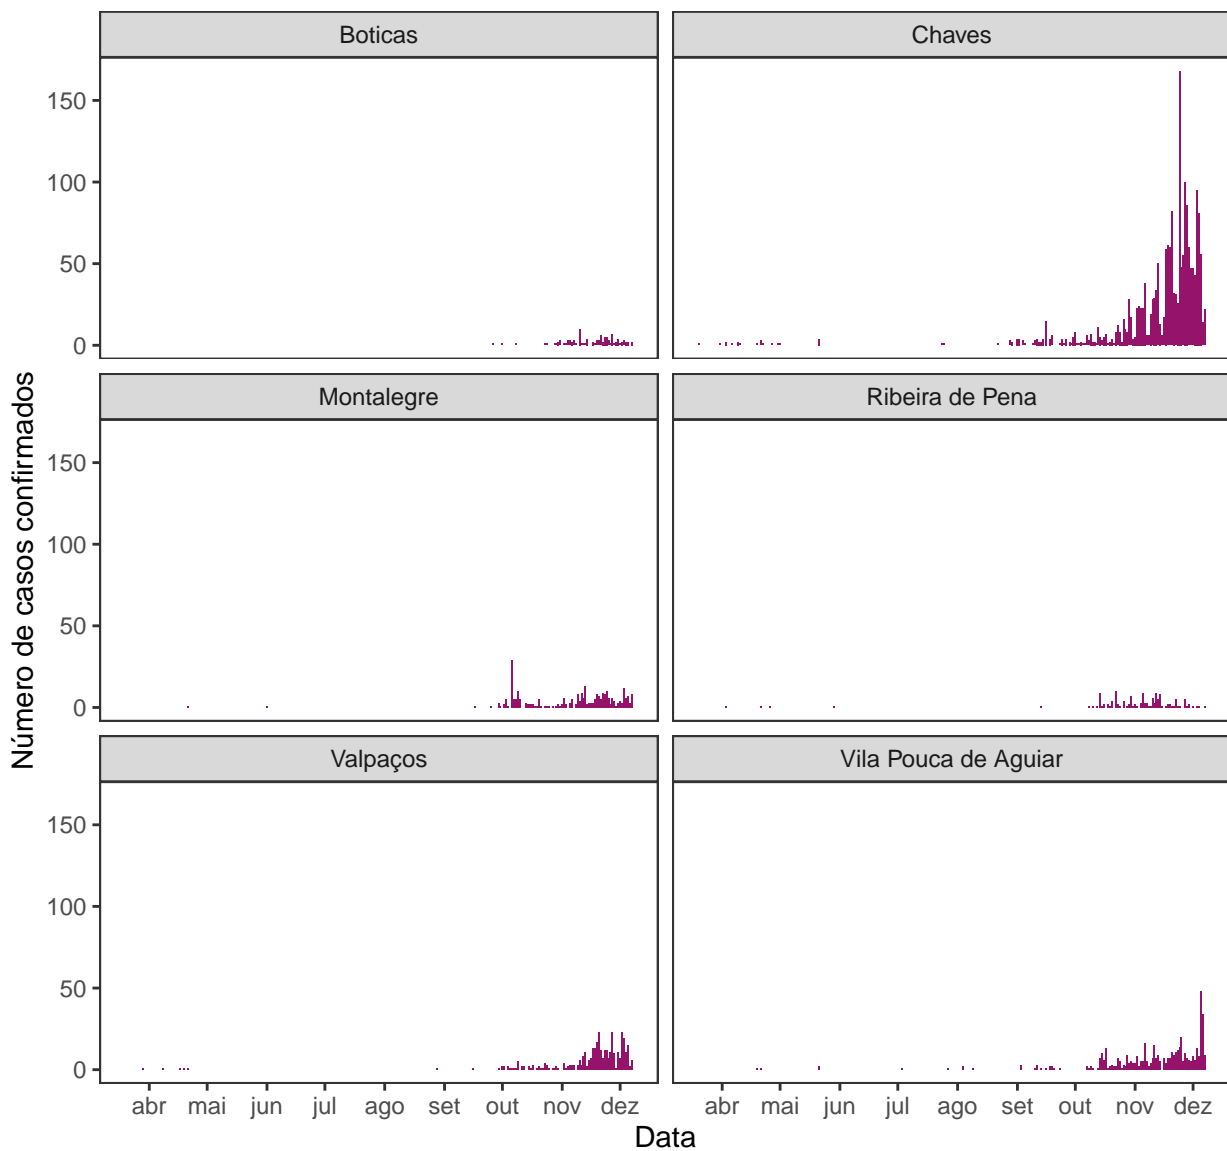 Boticas
Chaves
150
100
50
0
Montalegre
Ribeira de Pena
150
100
50
0
Número de casos confirmados
Valpaços
Vila Pouca de Aguiar
150
100
50
0
abr mai jun jul ago set out nov dez
abr mai jun jul ago set out nov dez
Data